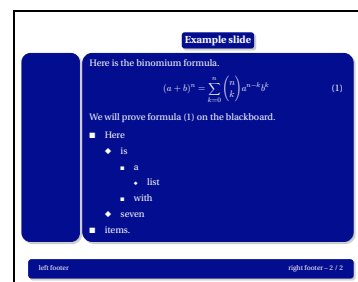 Example slide
Here is the binomium formula.
(a + b)^n = \sum_{k=0}^{n} \binom{n}{k} a^{n-k} b^k (1)
We will prove formula (1) on the blackboard.
■ Here
◆ is
■ a
◆ list
■ with
◆ seven
■ items.
left footer right footer – 2 / 2